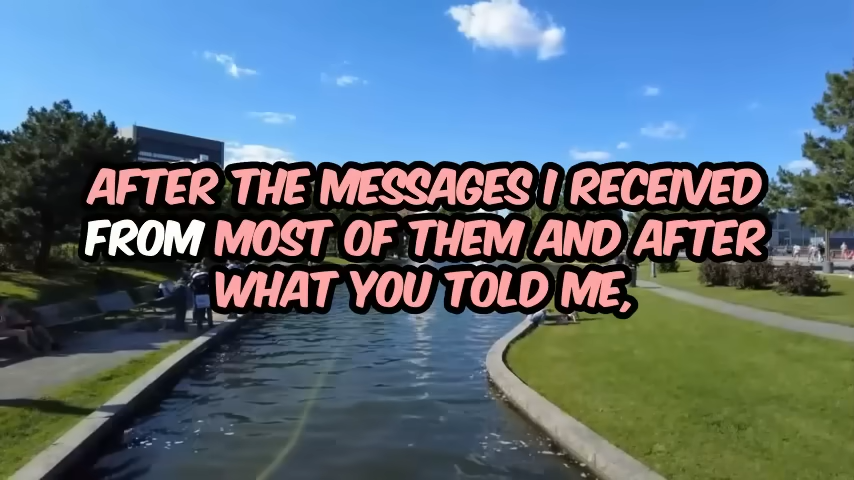 AFTER THE MESSAGES I RECEIVED
FROM MOST OF THEM AND AFTER
WHAT YOU TOLD ME,